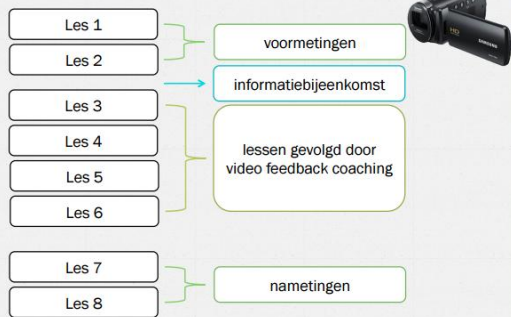 Les 1
Les 2
voormetingen
informatiebijeenkomst
Les 3
Les 4
Les 5
Les 6
lessen gevolgd door
video feedback coaching
Les 7
Les 8
nametingen
HD
SAMSUNG